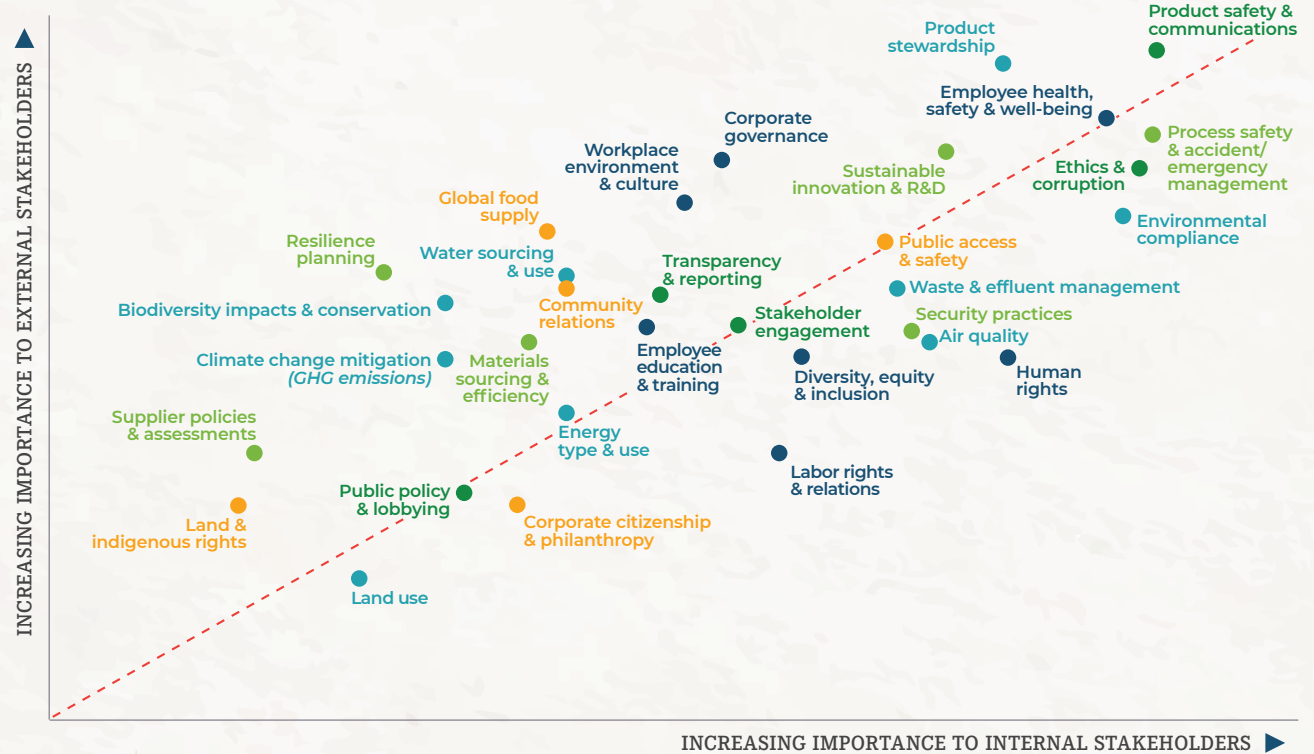 INCREASING IMPORTANCE TO EXTERNAL STAKEHOLDERS
Product safety &
communications
Product
stewardship
Employee health,
safety & well-being
Corporate
governance
Process safety
& accident/
emergency
management
Workplace
environment
& culture
Sustainable
innovation & R&D
Ethics &
corruption
Global food
supply
Environmental
compliance
Resilience
planning
Water sourcing
& use
Public access
& safety
Transparency
& reporting
Waste & effluent management
Biodiversity impacts & conservation
Community
relations
Stakeholder
engagement
Security practices
Air quality
Climate change mitigation
(GHG emissions)
Materials
sourcing &
efficiency
Employee
education
& training
Diversity, equity
& inclusion
Human
rights
Supplier policies
& assessments
Energy
type & use
Labor rights
& relations
Public policy
& lobbying
Land &
indigenous rights
Corporate citizenship
& philanthropy
Land use
INCREASING IMPORTANCE TO INTERNAL STAKEHOLDERS